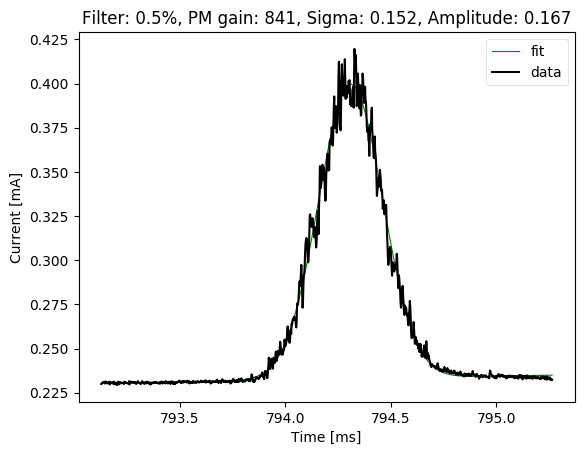 Filter: 0.5%, PM gain: 841, Sigma: 0.152, Amplitude: 0.167
0.425
0.400
0.375
0.350
0.325
0.300
0.275
0.250
0.225
Current [mA]
fit
data
793.5 794.0 794.5 795.0
Time [ms]